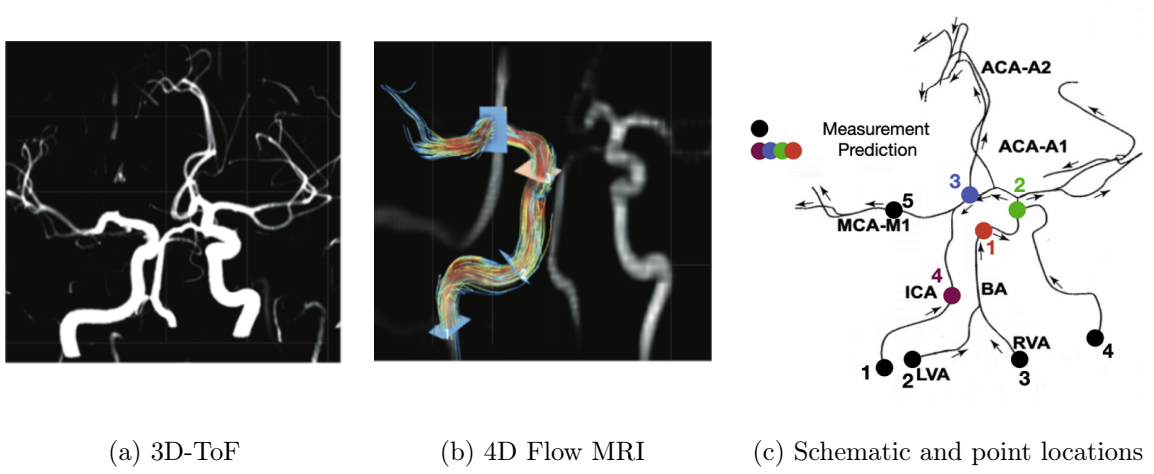 ACA-A2
Measurement
Prediction
ACA-A1
3
2
5
MCA-M1
1
4
ICA
BA
RVA
1
2
LVA
3
4
1
(a) 3D-ToF
(b) 4D Flow MRI
(c) Schematic and point locations